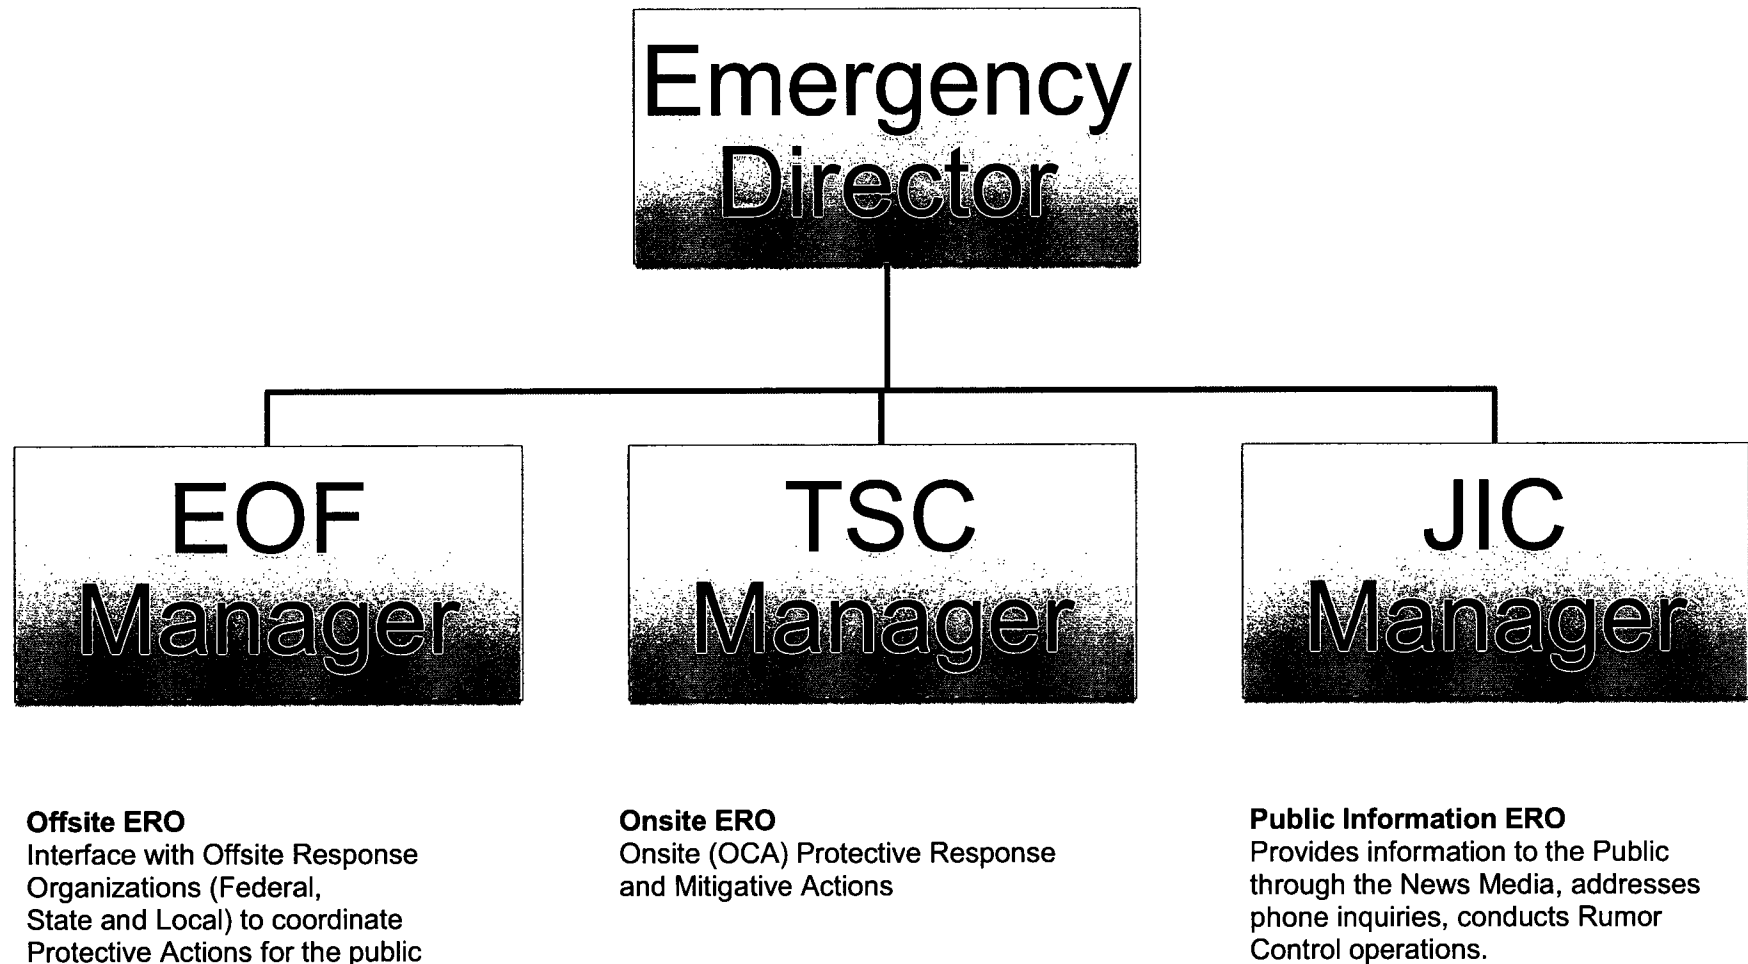 Emergency
Director
EOF
Manager
TSC
Manager
JIC
Manager
Offsite ERO
Interface with Offsite Response
Organizations (Federal,
State and Local) to coordinate
Protective Actions for the public
Onsite ERO
Onsite (OCA) Protective Response
and Mitigative Actions
Public Information ERO
Provides information to the Public
through the News Media, addresses
phone inquiries, conducts Rumor
Control operations.